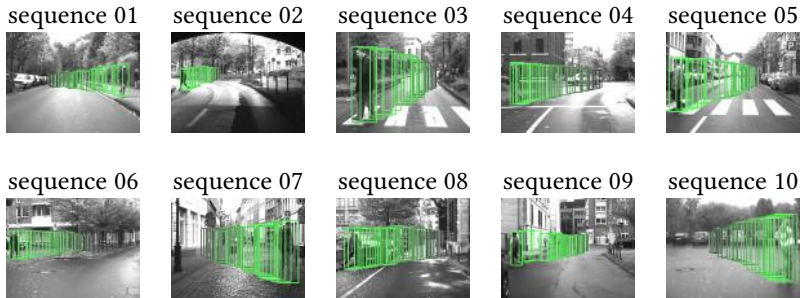 sequence 01
sequence 02
sequence 03
sequence 04
sequence 05
P
sequence 06
sequence 07
sequence 08
sequence 09
sequence 10